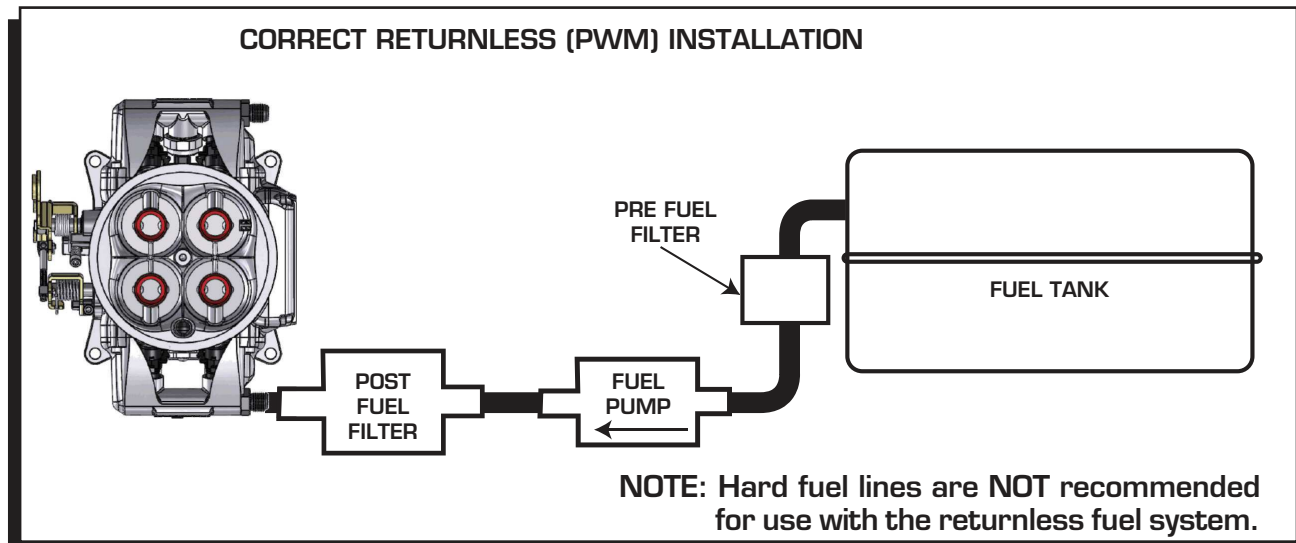 CORRECT RETURNLESS (PWM) INSTALLATION
PRE FUEL
FILTER
FUEL TANK
POST
FUEL
FILTER
FUEL
PUMP
NOTE: Hard fuel lines are NOT recommended
for use with the returnless fuel system.